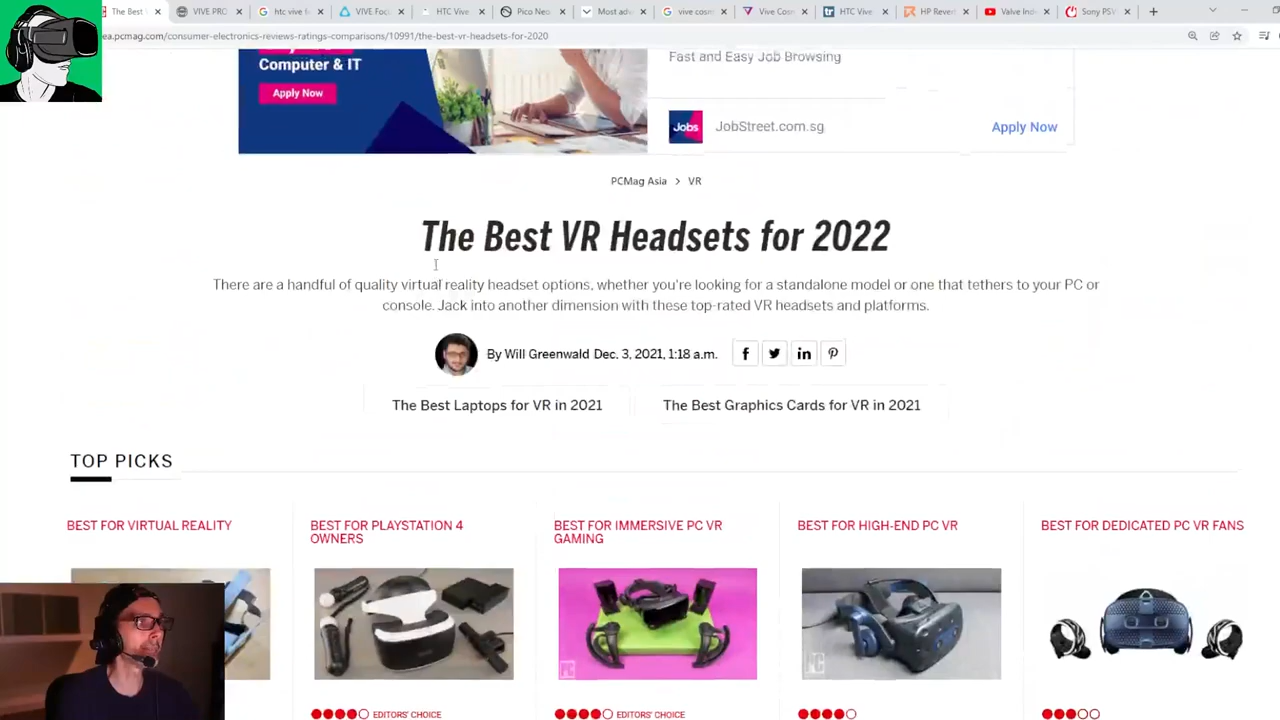 The Best V
VIVE PRO
htc vive f
VIVE Focu
HTC Vive
Pico Neo
Most adv
vive cosm
Vive Cosm
HTC Vive
HP Rever
Valve Ind
Sony PSV
ea.pcmag.com/consumer-electronics-reviews-ratings-comparisons/10991/the-best-vr-headsets-for-2020
Computer & IT
Apply Now
Fast and Easy Job Browsing
Jobs
JobStreet.com.sg
Apply Now
PCMag Asia > VR
The Best VR Headsets for 2022
There are a handful of quality virtual reality headset options, whether you're looking for a standalone model or one that tethers to your PC or
console. Jack into another dimension with these top-rated VR headsets and platforms.
By Will Greenwald Dec. 3, 2021, 1:18 a.m.
The Best Laptops for VR in 2021
The Best Graphics Cards for VR in 2021
TOP PICKS
BEST FOR VIRTUAL REALITY
BEST FOR PLAYSTATION 4
OWNERS
BEST FOR IMMERSIVE PC VR
GAMING
BEST FOR HIGH-END PC VR
BEST FOR DEDICATED PC VR FANS
EDITORS' CHOICE
EDITORS' CHOICE